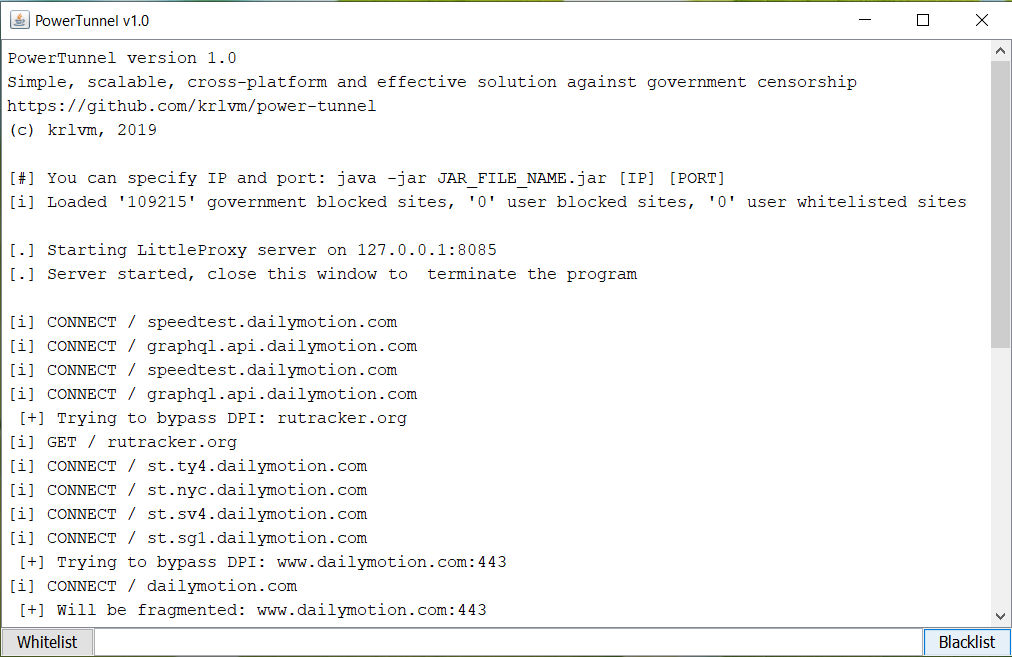 PowerTunnel v1.0
PowerTunnel version 1.0
Simple, scalable, cross-platform and effective solution against government censorship
https://github.com/krlvm/power-tunnel
(c) krlvm, 2019
[#] You can specify IP and port: java -jar JAR_FILE_NAME.jar [IP] [PORT]
[i] Loaded '109215' government blocked sites, '0' user blocked sites, '0' user whitelisted sites
[.] Starting LittleProxy server on 127.0.0.1:8085
[.] Server started, close this window to  terminate the program
[i] CONNECT / speedtest.dailymotion.com
[i] CONNECT / graphql.api.dailymotion.com
[i] CONNECT / speedtest.dailymotion.com
[i] CONNECT / graphql.api.dailymotion.com
 [+] Trying to bypass DPI: rutracker.org
[i] GET / rutracker.org
[i] CONNECT / st.ty4.dailymotion.com
[i] CONNECT / st.nyc.dailymotion.com
[i] CONNECT / st.sv4.dailymotion.com
[i] CONNECT / st.sg1.dailymotion.com
 [+] Trying to bypass DPI: www.dailymotion.com:443
[i] CONNECT / dailymotion.com
 [+] Will be fragmented: www.dailymotion.com:443
Whitelist
Blacklist